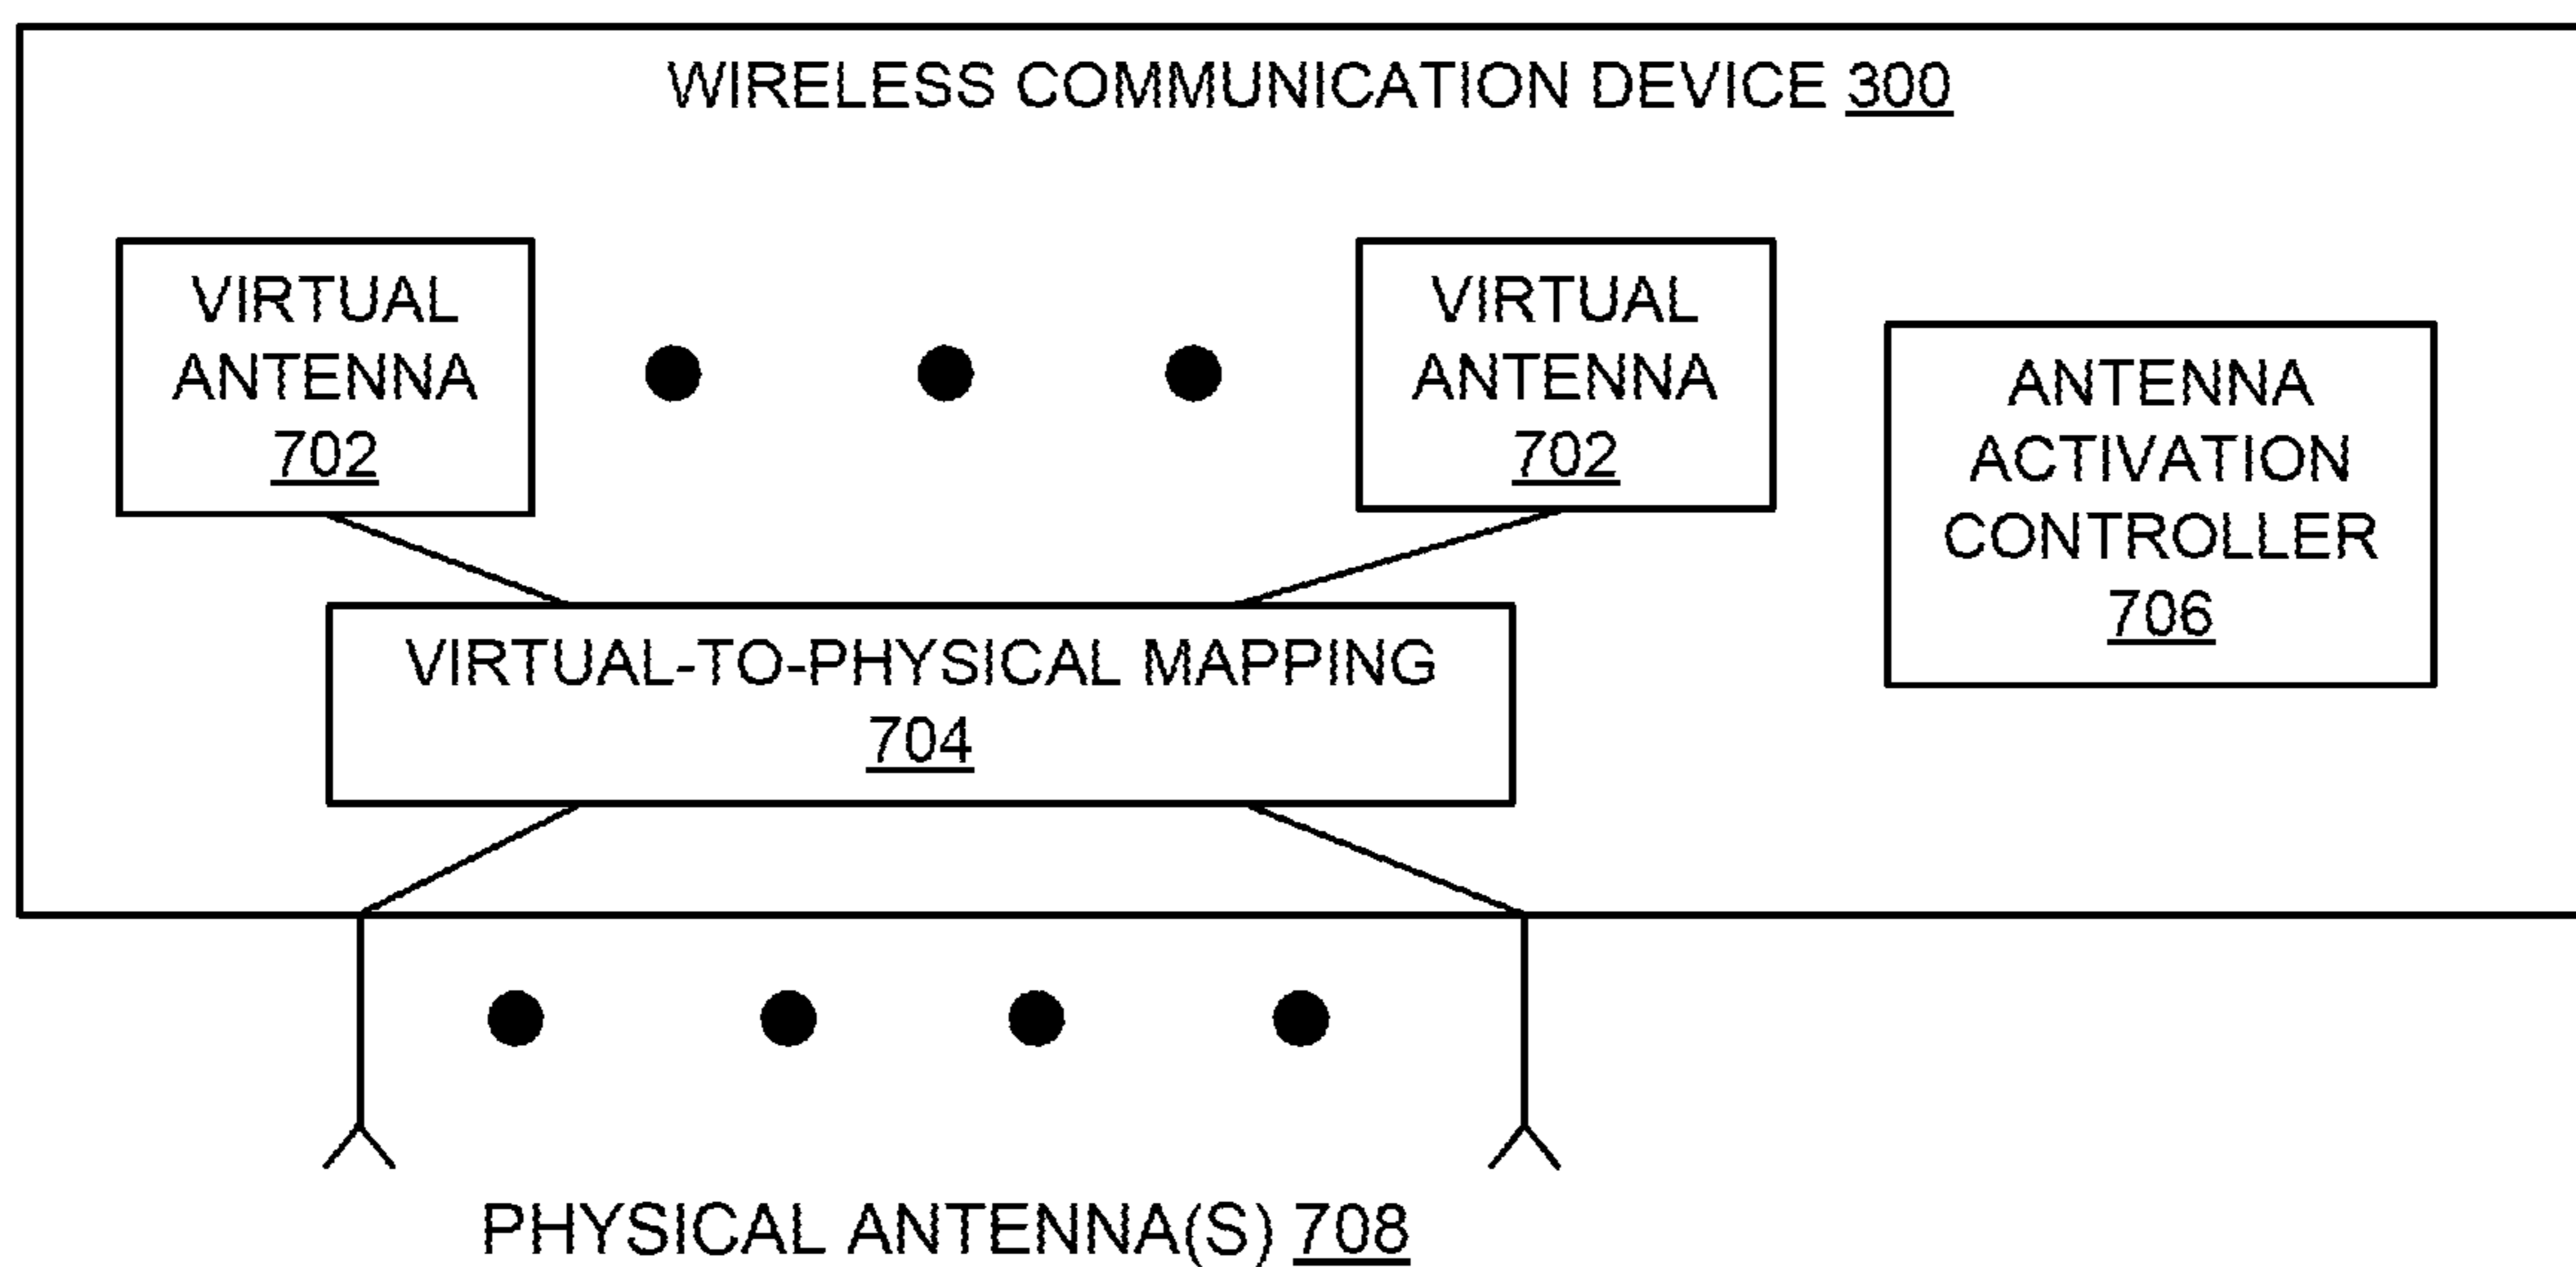 WIRELESS COMMUNICATION DEVICE 300
VIRTUAL
ANTENNA
702
VIRTUAL
ANTENNA
702
ANTENNA
ACTIVATION
CONTROLLER
706
VIRTUAL-TO-PHYSICAL MAPPING
704
PHYSICAL ANTENNA(S) 708